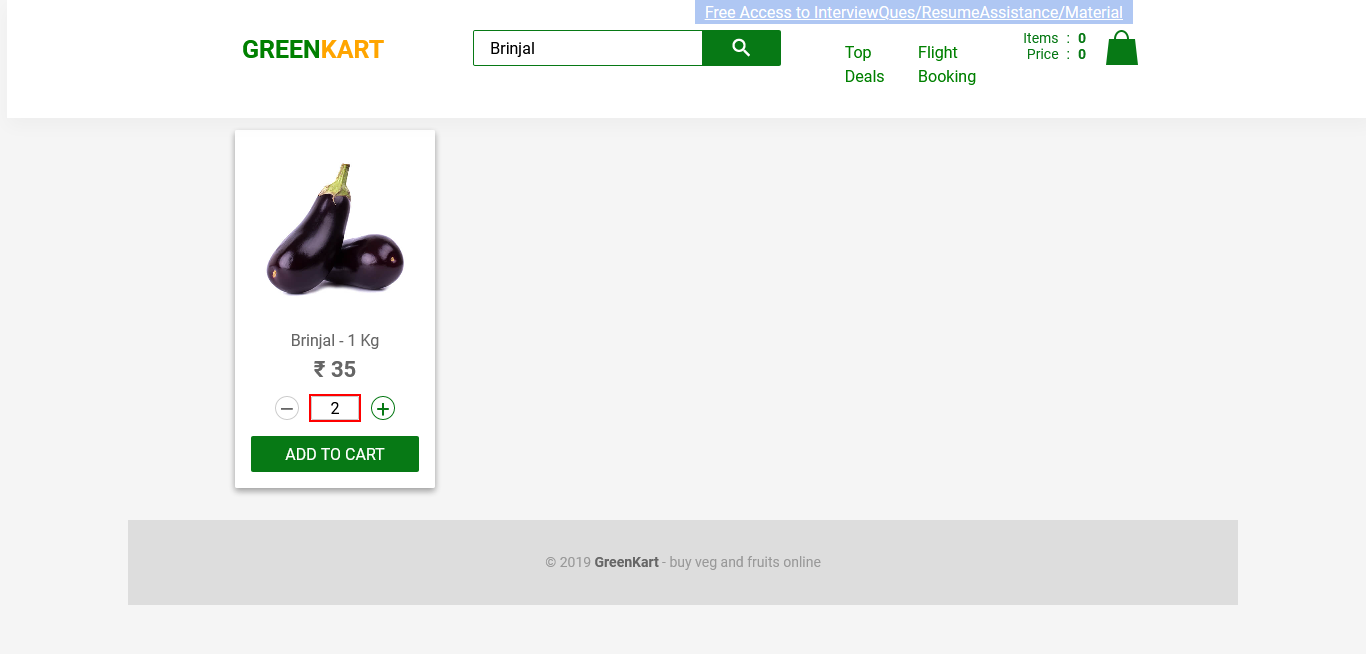 Free Access to InterviewQues/ResumeAssistance/Material
GREENKART
Brinjal
Top
Deals
Flight
Booking
Items : 0
Price : 0
Brinjal - 1 Kg
₹ 35
2
ADD TO CART
© 2019 GreenKart - buy veg and fruits online